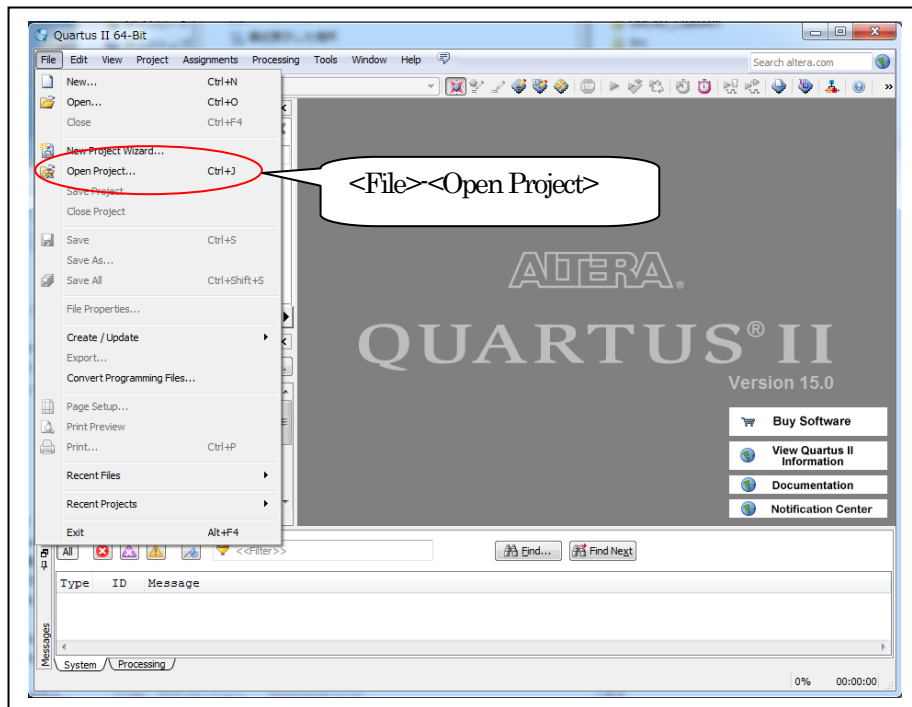 Quartus II 64-Bit
File Edit View Project Assignments Processing Tools Window Help
Search altera.com
New... Ctrl+N
Open... Ctrl+O
Close Ctrl+F4
New Project Wizard...
Open Project... Ctrl+J
Save Project
Close Project
Save Ctrl+S
Save As...
Save All Ctrl+Shift+S
File Properties...
Create / Update
Export...
Convert Programming Files...
Page Setup...
Print Preview
Print... Ctrl+P
Recent Files
Recent Projects
Exit Alt+F4
<File>-<Open Project>
ALTERA®
QUARTUS® II
Version 15.0
Buy Software
View Quartus II
Information
Documentation
Notification Center
All <<Filter>> Find... Find Next
Type ID Message
Messages
System Processing
0% 00:00:00